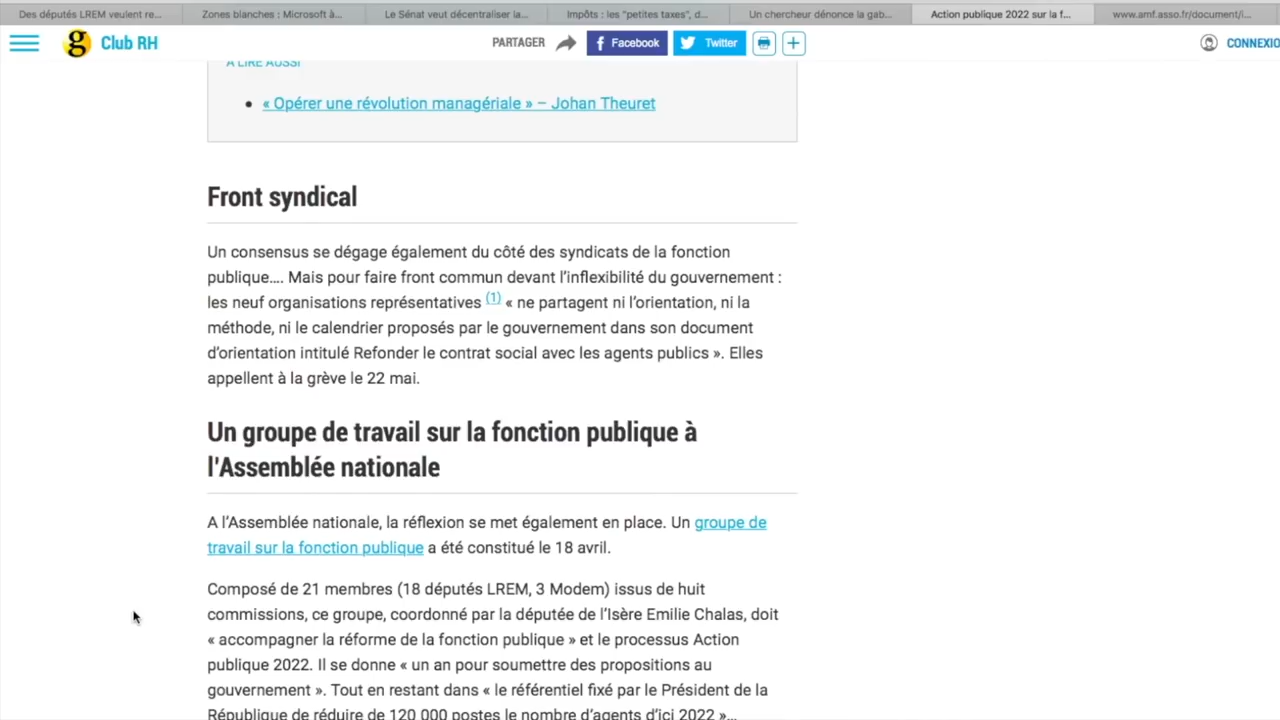 Des députés LREM veulent re...
Zones blanches : Microsoft à...
Le Sénat veut décentraliser la...
Impôts : les "petites taxes", d...
Un chercheur dénonce la gab...
Action publique 2022 sur la f...
www.amf.asso.fr/document/i...
g Club RH
PARTAGER
Facebook
Twitter
CONNEXIO
A LIRE AUSSI
• « Opérer une révolution managériale » – Johan Theuret
Front syndical
Un consensus se dégage également du côté des syndicats de la fonction
publique…. Mais pour faire front commun devant l’inflexibilité du gouvernement :
les neuf organisations représentatives (1) « ne partagent ni l’orientation, ni la
méthode, ni le calendrier proposés par le gouvernement dans son document
d’orientation intitulé Refonder le contrat social avec les agents publics ». Elles
appellent à la grève le 22 mai.
Un groupe de travail sur la fonction publique à
l’Assemblée nationale
A l’Assemblée nationale, la réflexion se met également en place. Un groupe de
travail sur la fonction publique a été constitué le 18 avril.
Composé de 21 membres (18 députés LREM, 3 Modem) issus de huit
commissions, ce groupe, coordonné par la députée de l’Isère Emilie Chalas, doit
« accompagner la réforme de la fonction publique » et le processus Action
publique 2022. Il se donne « un an pour soumettre des propositions au
gouvernement ». Tout en restant dans « le référentiel fixé par le Président de la
République de réduire de 120 000 postes le nombre d’agents d’ici 2022 »…